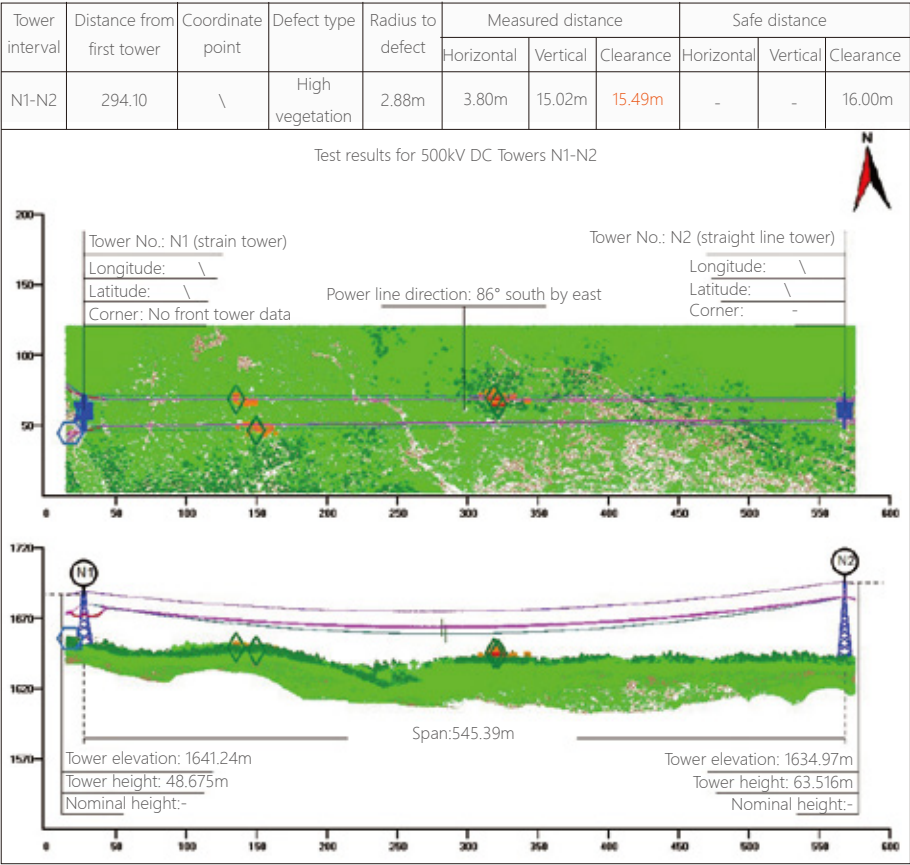 Tower interval Distance from first tower Coordinate point Defect type Radius to defect Measured distance Safe distance
Horizontal Vertical Clearance Horizontal Vertical Clearance
N1-N2 294.10 \ High vegetation 2.88m 3.80m 15.02m 15.49m - - 16.00m
Test results for 500kV DC Towers N1-N2
N
200
Tower No.: N1 (strain tower)
Longitude: \
Latitude: \
Corner: No front tower data
Power line direction: 86° south by east
Tower No.: N2 (straight line tower)
Longitude: \
Latitude: \
Corner: -
150
100
50
0 50 100 150 200 250 300 350 400 450 500 550 600
1720
N1
N2
1670
1620
1570
Span:545.39m
Tower elevation: 1641.24m
Tower height: 48.675m
Nominal height:-
Tower elevation: 1634.97m
Tower height: 63.516m
Nominal height:-
0 50 100 150 200 250 300 350 400 450 500 550 600